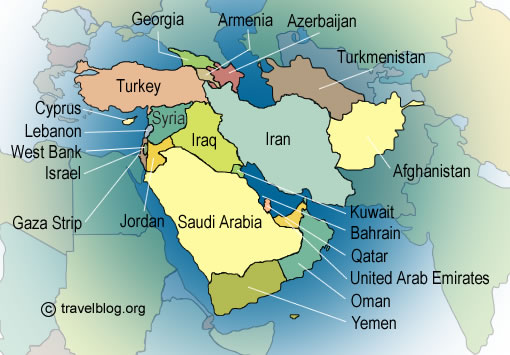 Georgia
Armenia
Azerbaijan
Turkmenistan
Turkey
Cyprus
Syria
Lebanon
West Bank
Iraq
Iran
Israel
Afghanistan
Gaza Strip
Jordan
Saudi Arabia
Kuwait
Bahrain
Qatar
United Arab Emirates
Oman
Yemen
© travelblog.org